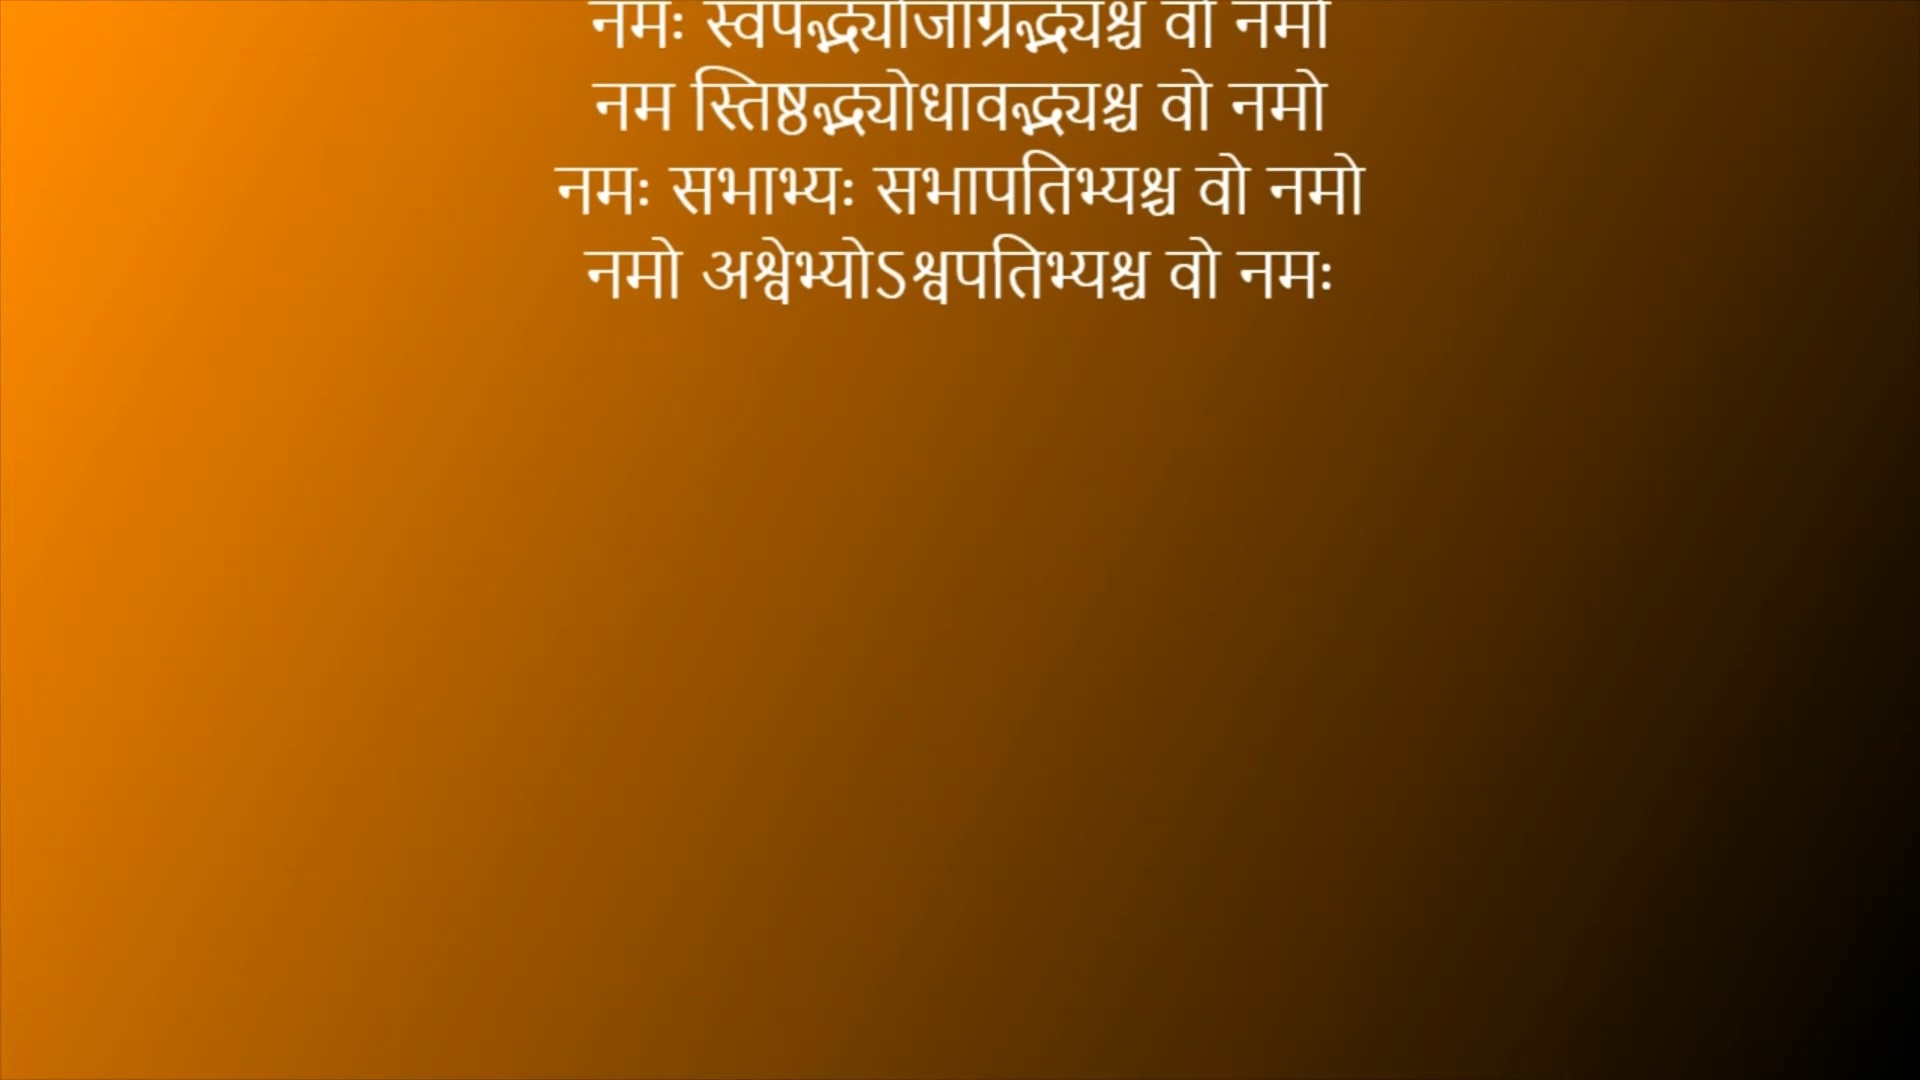 नमः स्वपद्भ्योजाग्रद्भ्यश्च वो नमो
नम स्तिष्ठद्भ्योधावद्भ्यश्च वो नमो
नमः सभाभ्यः सभापतिभ्यश्च वो नमो
नमो अश्वेभ्योऽश्वपतिभ्यश्च वो नमः